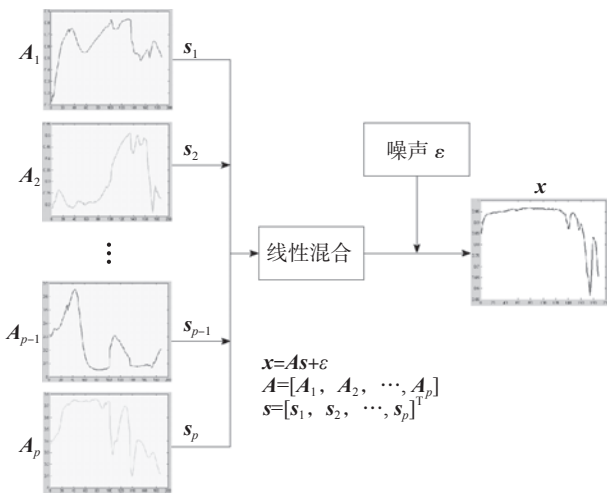 A₁
s₁
A₂
s₂
⋮
Aₚ₋₁
sₚ₋₁
Aₚ
sₚ
线性混合
噪声 ε
x
x=As+ε
A=[A₁, A₂, …, Aₚ]
s=[s₁, s₂, …, sₚ]ᵀ